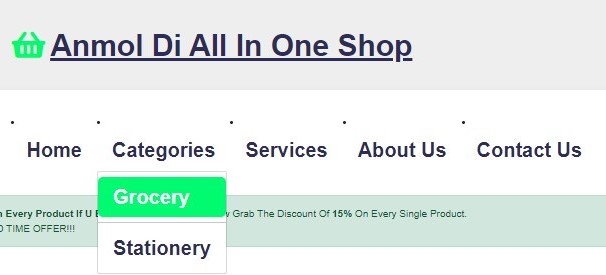 Anmol Di All In One Shop
Home Categories Services About Us Contact Us
Grocery
Every Product If U Grab The Discount Of 15% On Every Single Product.
TIME OFFER!!!
Stationery